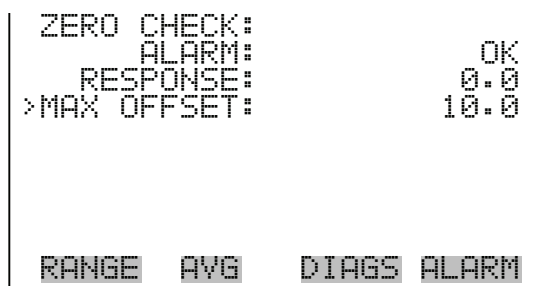 ZERO CHECK:
ALARM: OK
RESPONSE: 0.0
>MAX OFFSET: 10.0
RANGE AVG DIAGS ALARM